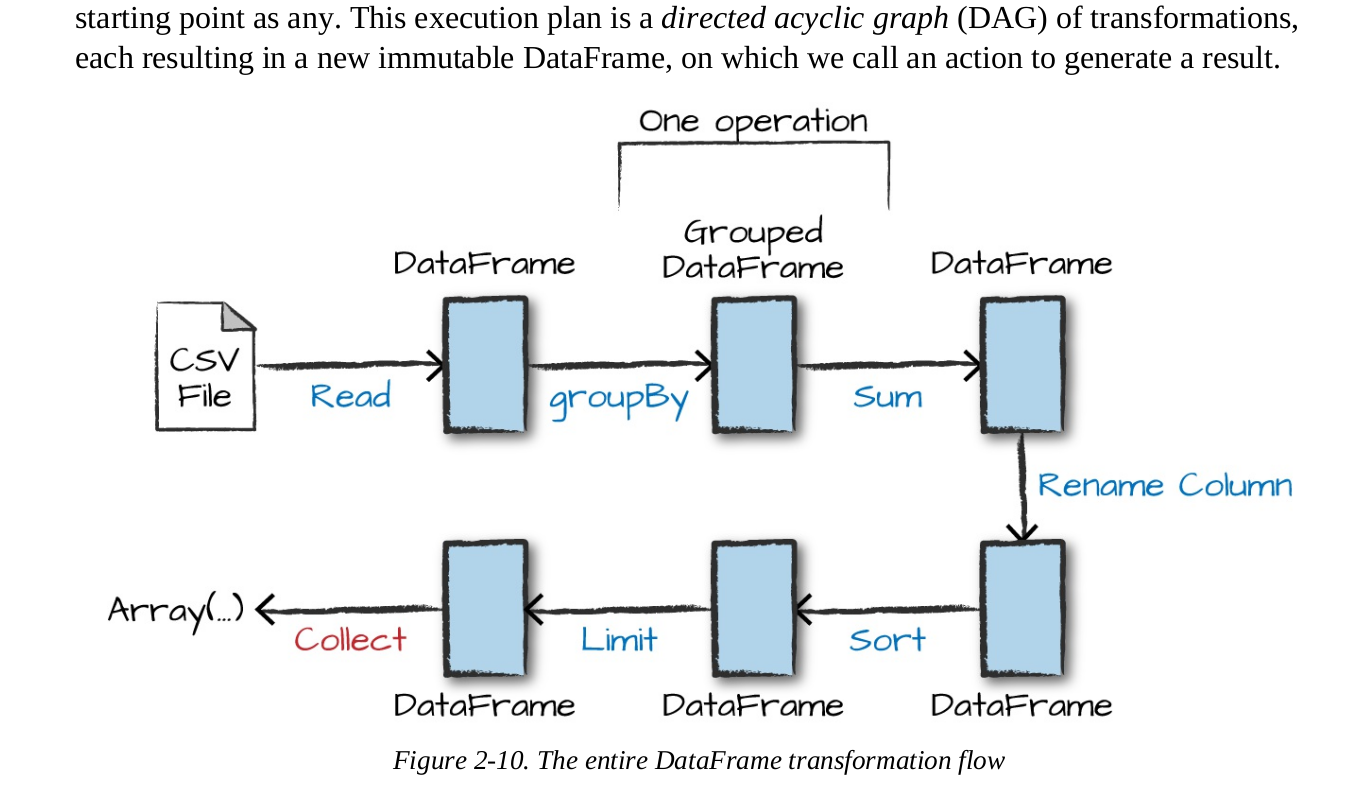 starting point as any. This execution plan is a directed acyclic graph (DAG) of transformations,
each resulting in a new immutable DataFrame, on which we call an action to generate a result.
One operation
Grouped
DataFrame
DataFrame
DataFrame
CSV
File
Read
groupBy
Sum
Rename Column
Array(...)
Collect
Limit
Sort
DataFrame
DataFrame
DataFrame
Figure 2-10. The entire DataFrame transformation flow